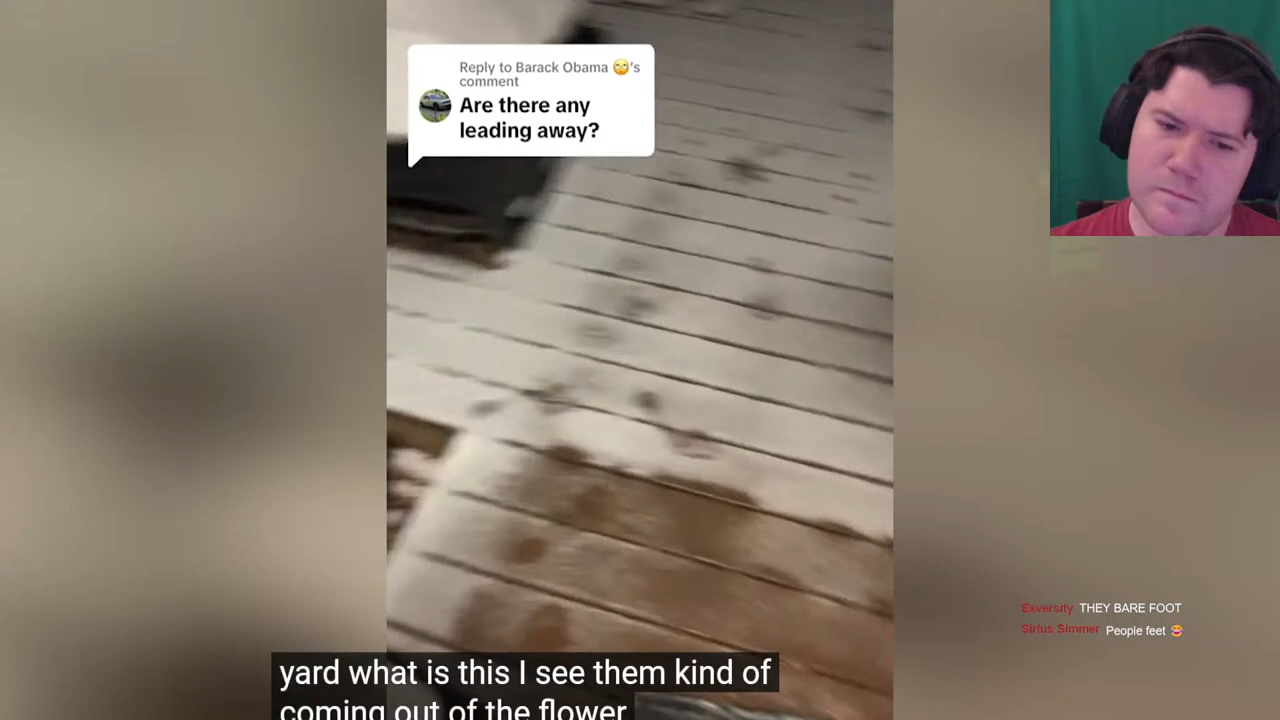 Reply to Barack Obama 🙄's
comment
Are there any
leading away?
Exversity THEY BARE FOOT
Sirius Simmer People feet 🥵
yard what is this I see them kind of
coming out of the flower